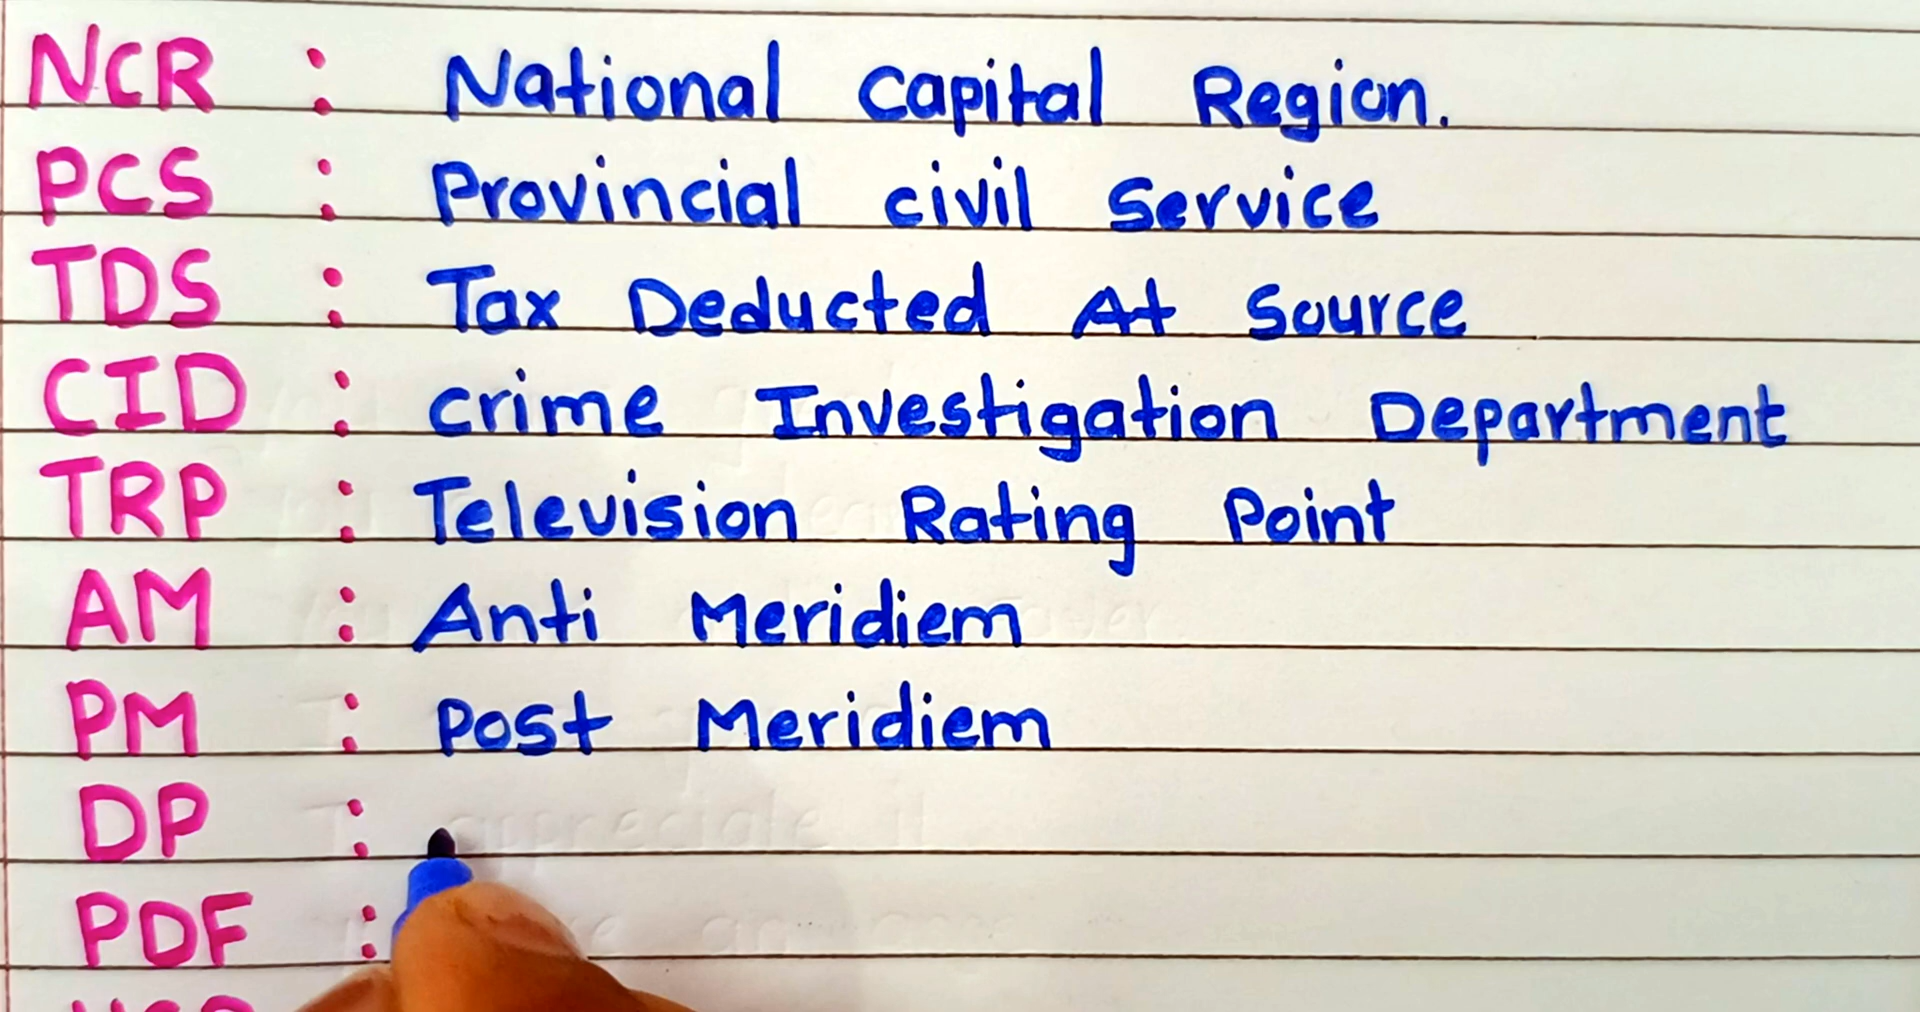 NCR : National Capital Region.
PCS : Provincial civil Service
TDS : Tax Deducted At Source
CID : crime Investigation Department
TRP : Television Rating Point
AM : Anti Meridiem
PM : Post Meridiem
DP :
PDF :